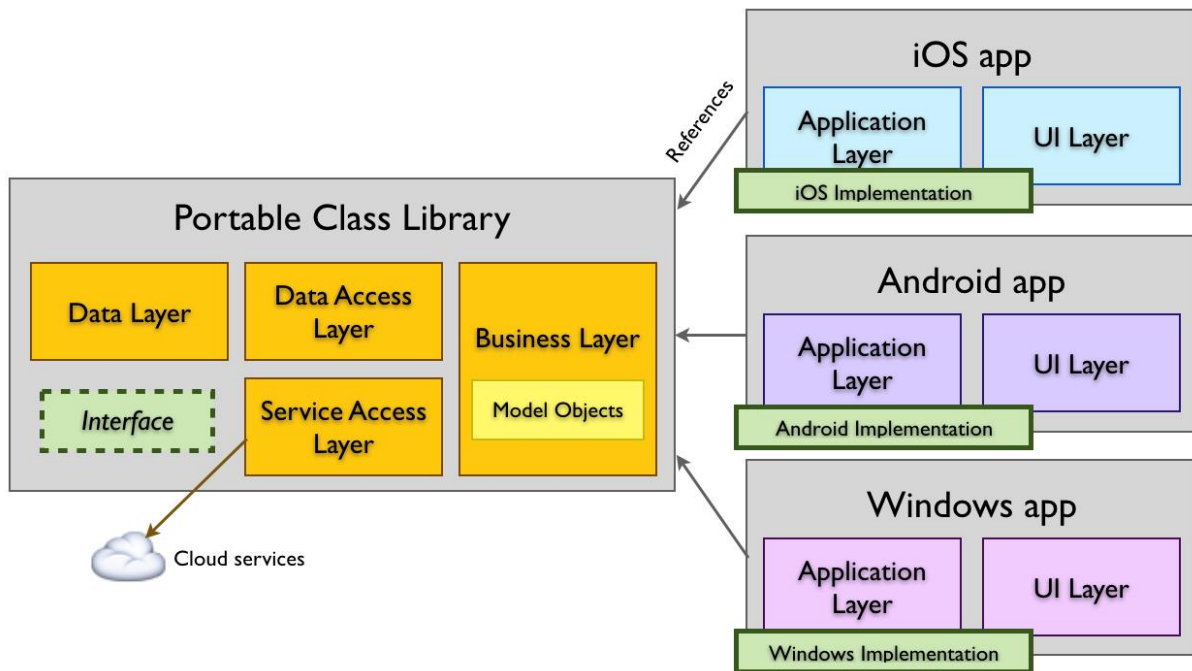 Portable Class Library
Data Layer
Data Access
Layer
Business Layer
Interface
Service Access
Layer
Model Objects
Cloud services
References
iOS app
Application
Layer
UI Layer
iOS Implementation
Android app
Application
Layer
UI Layer
Android Implementation
Windows app
Application
Layer
UI Layer
Windows Implementation